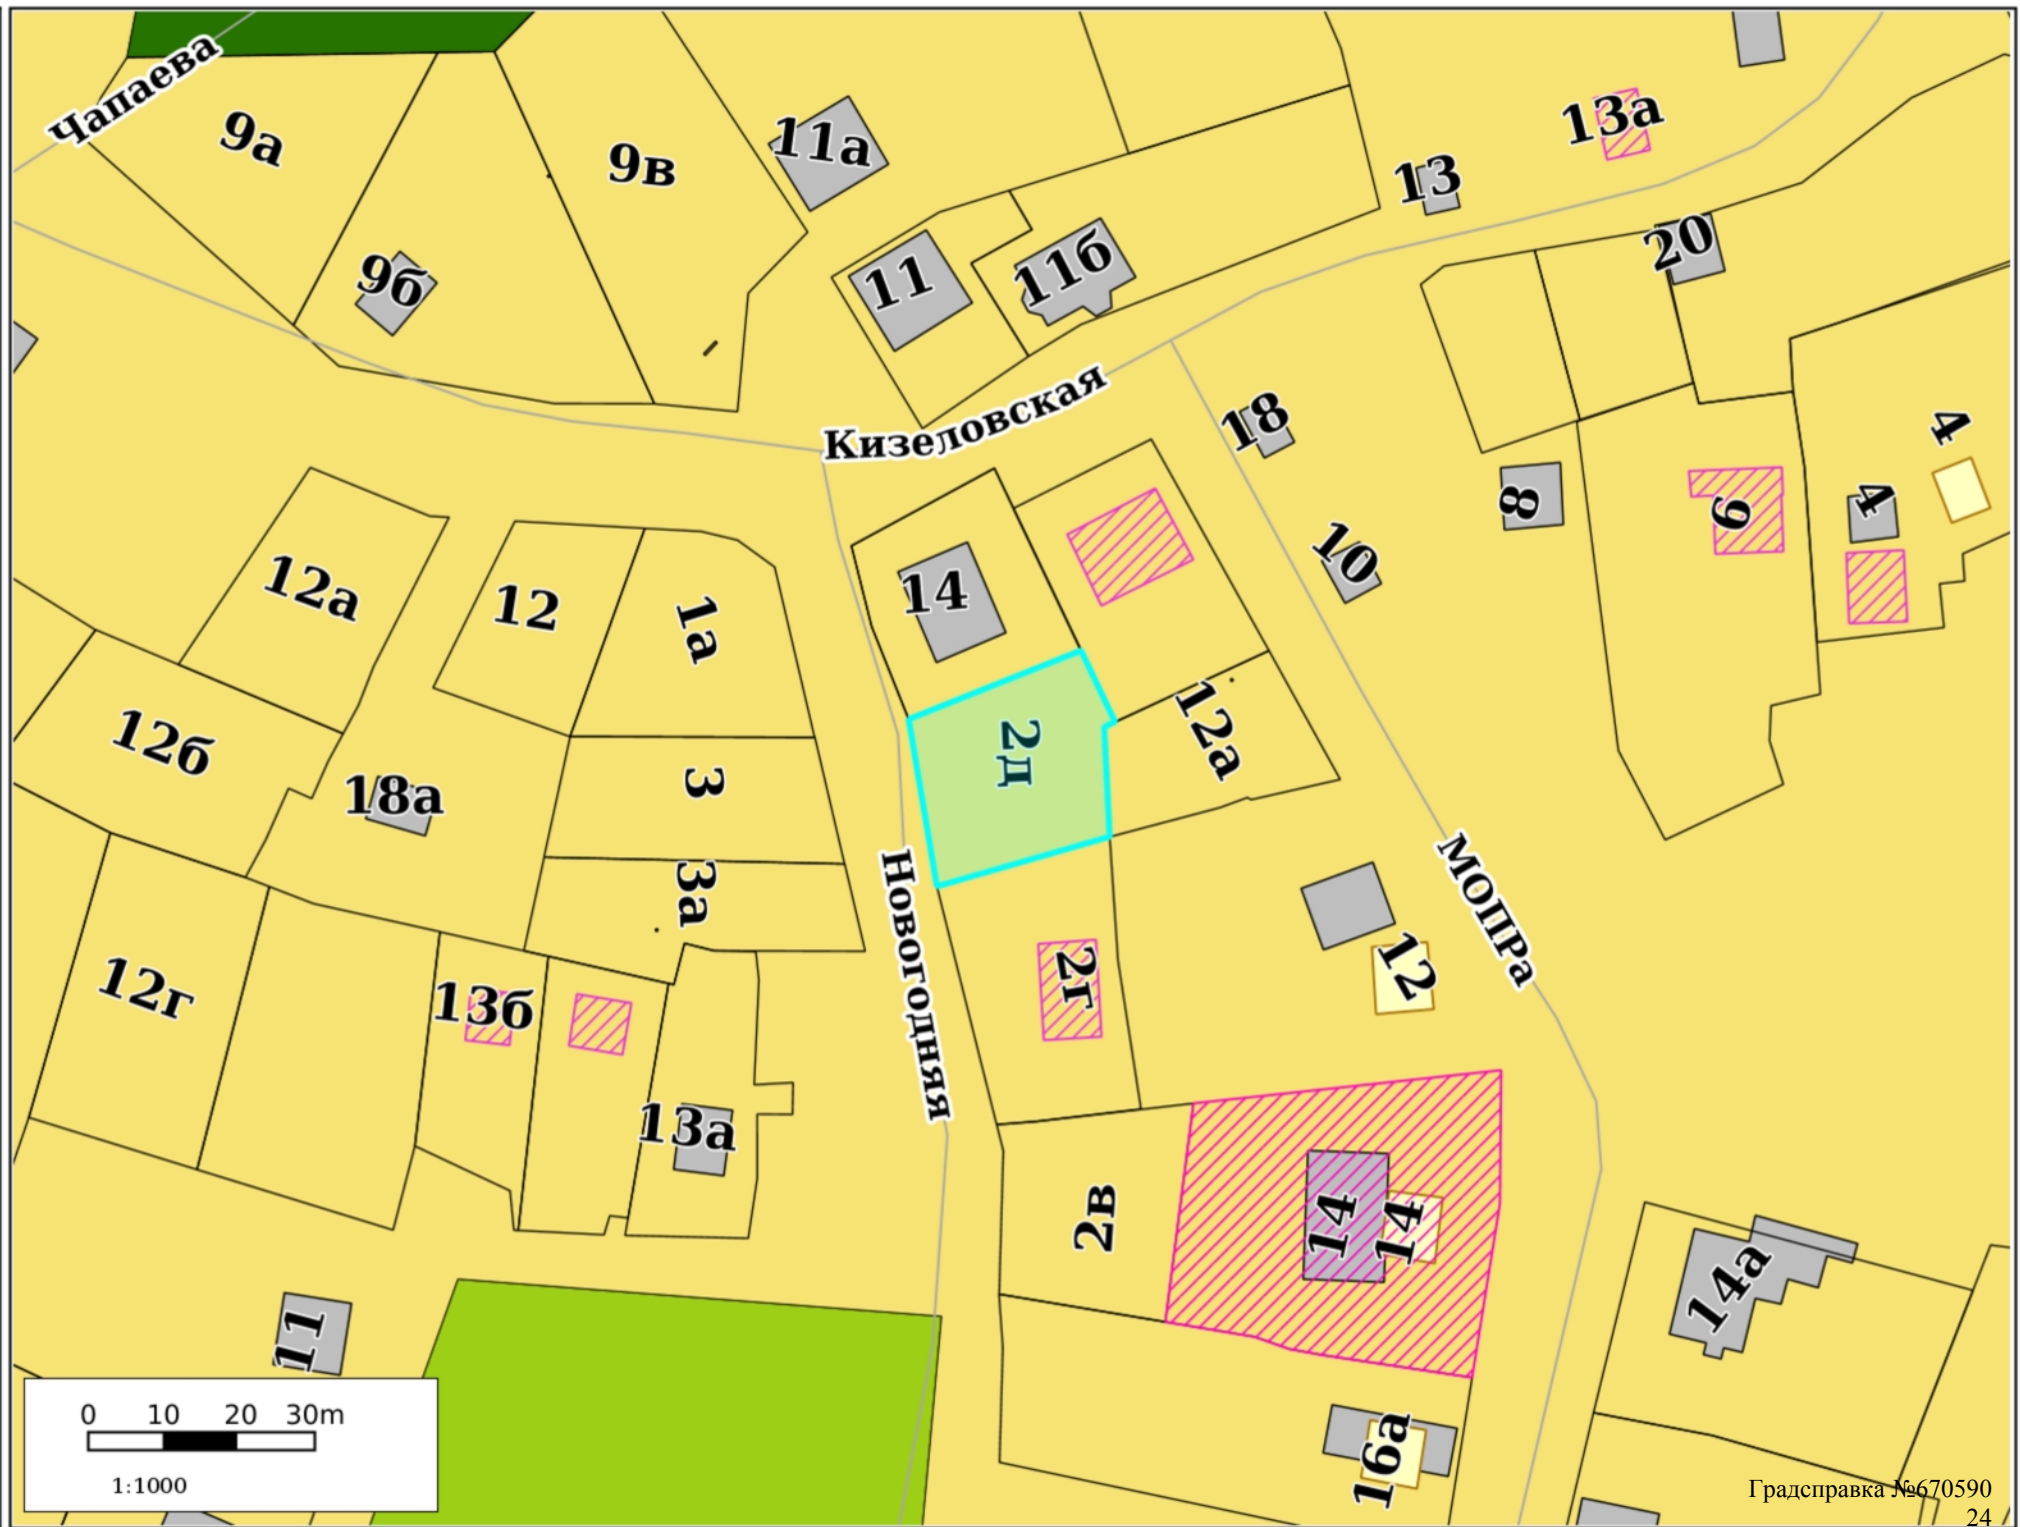 Чапаева
9а
9б
9в
11а
11
11б
13
13а
20
Кизеловская
18
10
8
6
4
4
12а
12
1а
14
12б
18а
3
2д
12а
3а
Новогодняя
МОПРа
12г
13б
13а
2г
12
2в
14
14
14а
11
16а
0 10 20 30m
1:1000
Градсправка №670590
24